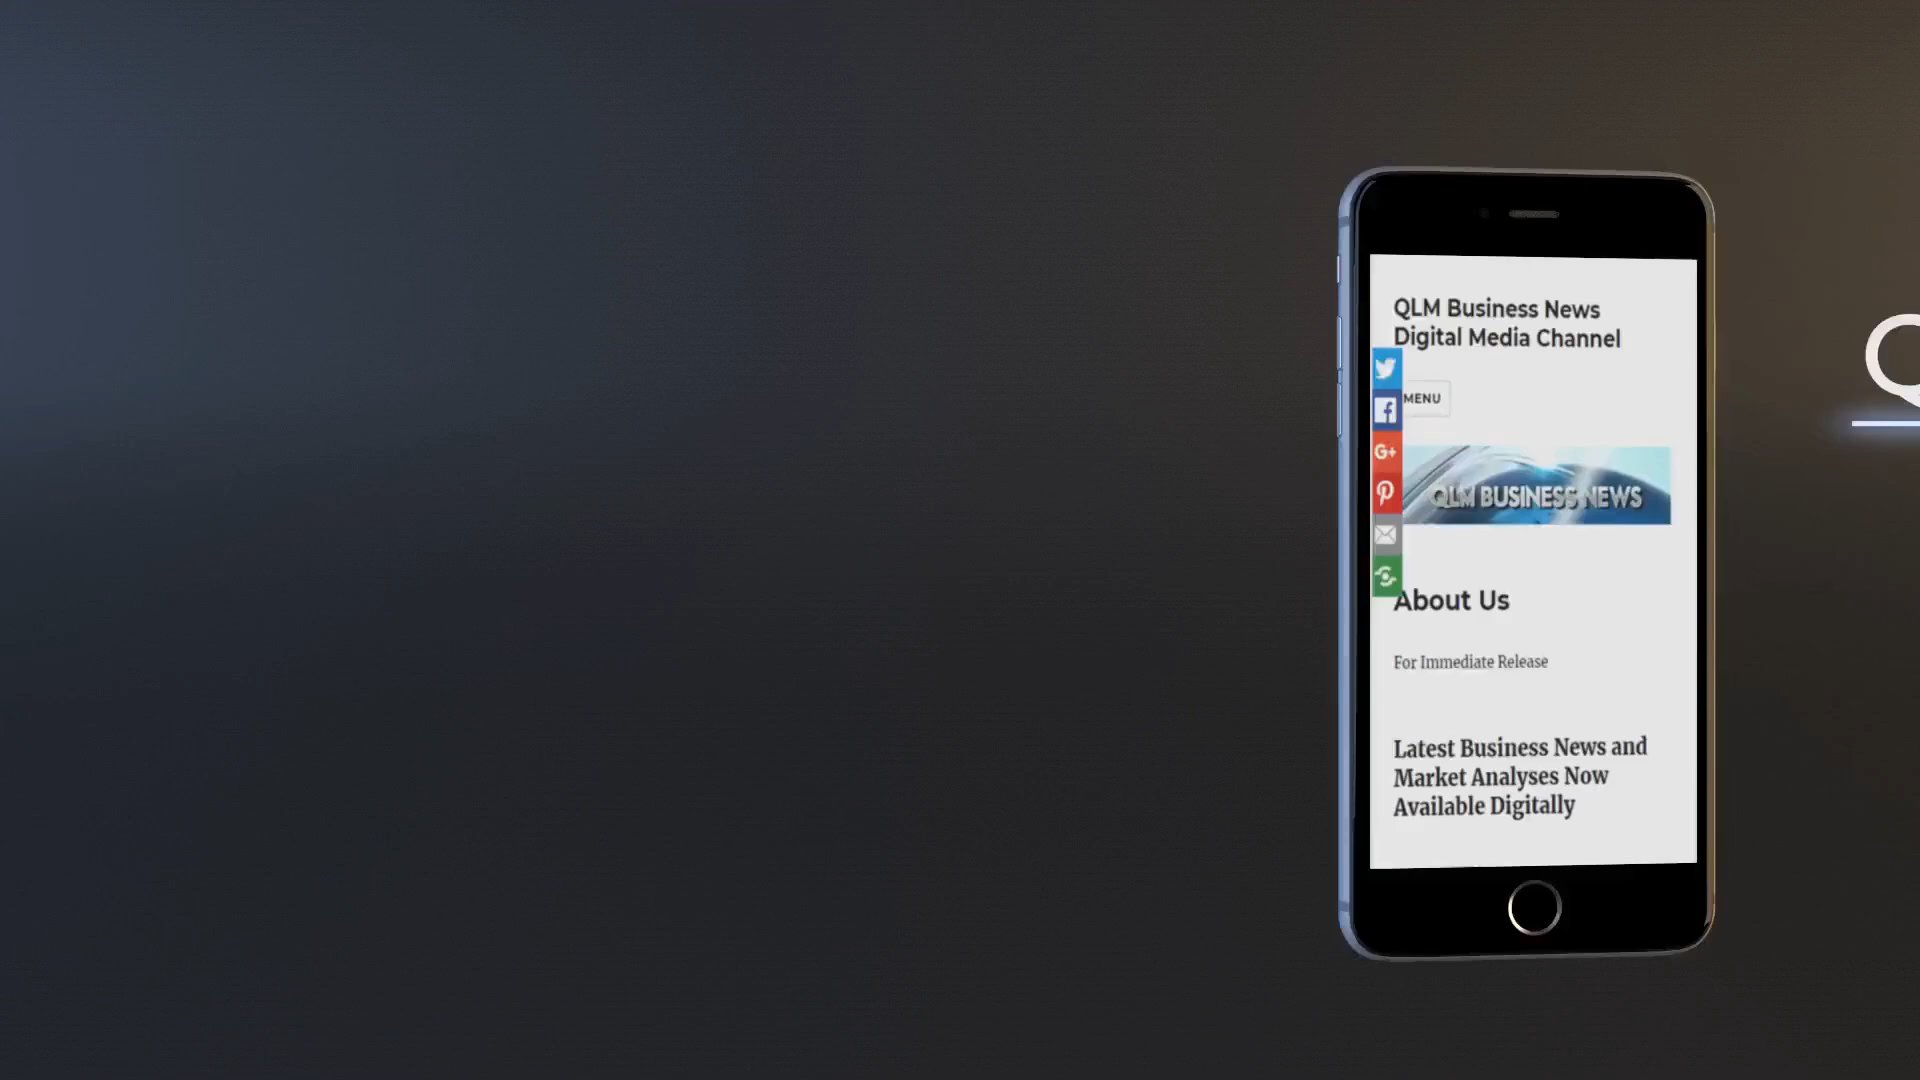 QLM Business News
Digital Media Channel
MENU
QLM BUSINESS NEWS
About Us
For Immediate Release
Latest Business News and
Market Analyses Now
Available Digitally
Q